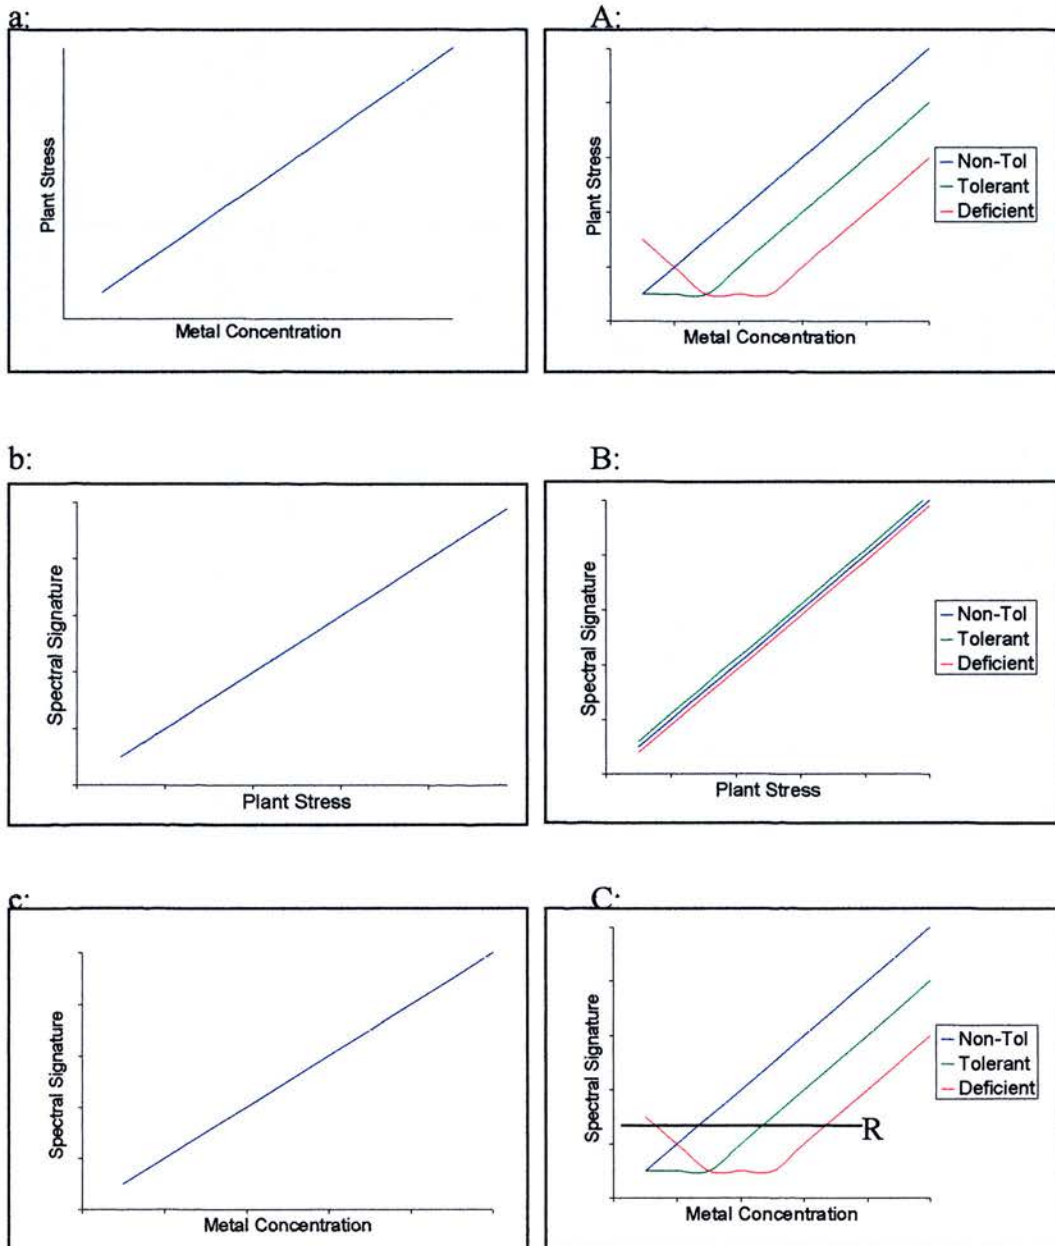 a:
Plant Stress
Metal Concentration
A:
Plant Stress
Metal Concentration
Non-Tol
Tolerant
Deficient
b:
Spectral Signature
Plant Stress
B:
Spectral Signature
Plant Stress
Non-Tol
Tolerant
Deficient
c:
Spectral Signature
Metal Concentration
C:
Spectral Signature
Metal Concentration
R
Non-Tol
Tolerant
Deficient